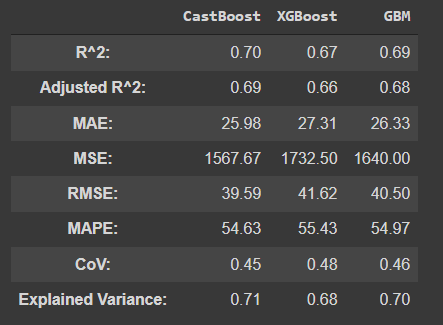 CastBoost XGBoost GBM
R^2: 0.70 0.67 0.69
Adjusted R^2: 0.69 0.66 0.68
MAE: 25.98 27.31 26.33
MSE: 1567.67 1732.50 1640.00
RMSE: 39.59 41.62 40.50
MAPE: 54.63 55.43 54.97
CoV: 0.45 0.48 0.46
Explained Variance: 0.71 0.68 0.70